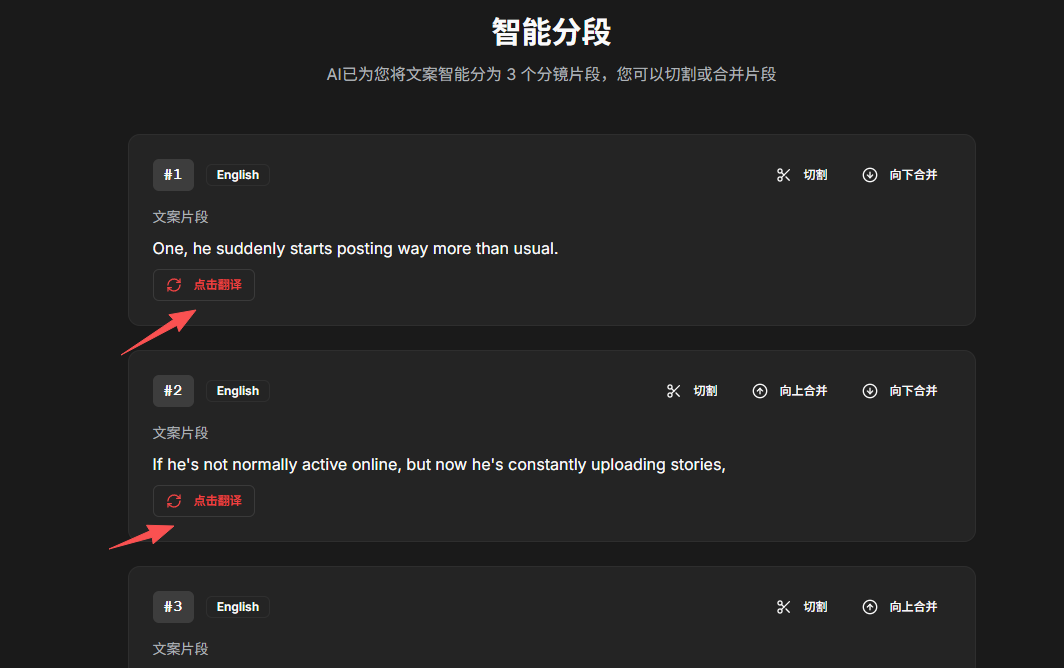 智能分段
AI已为您将文案智能分为 3 个分镜片段，您可以切割或合并片段
#1 English 切割 向下合并
文案片段
One, he suddenly starts posting way more than usual.
点击翻译
#2 English 切割 向上合并 向下合并
文案片段
If he's not normally active online, but now he's constantly uploading stories,
点击翻译
#3 English 切割 向上合并
文案片段